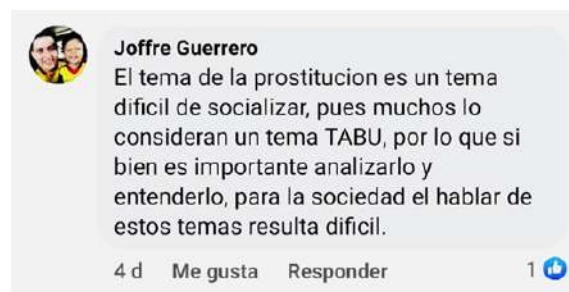 Joffre Guerrero
El tema de la prostitucion es un tema
dificil de socializar, pues muchos lo
consideran un tema TABU, por lo que si
bien es importante analizarlo y
entenderlo, para la sociedad el hablar de
estos temas resulta dificil.
4 d Me gusta Responder 1